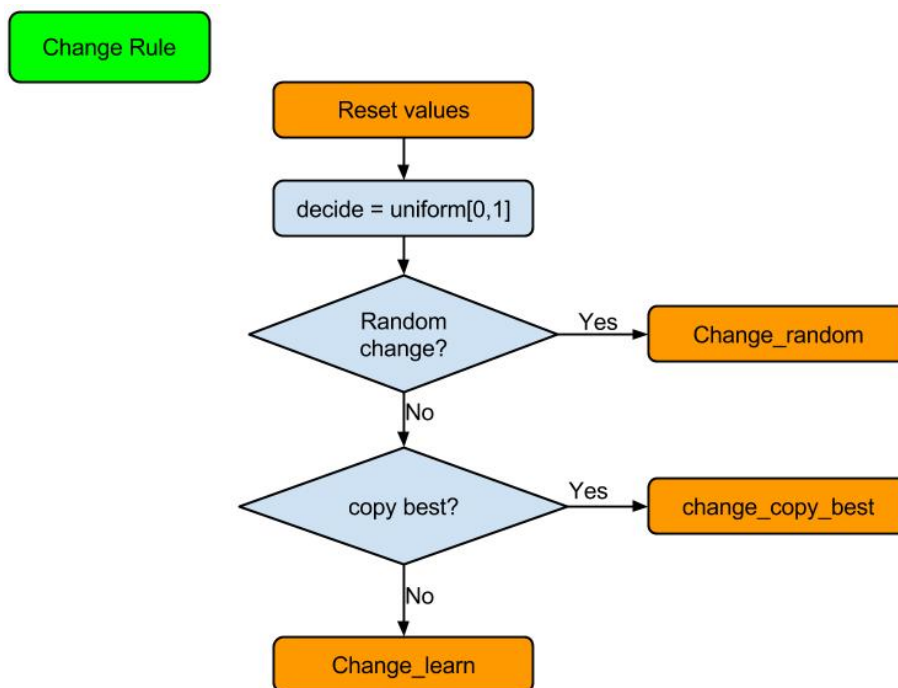 Change Rule
Reset values
decide = uniform[0,1]
Random
change?
Yes
Change_random
No
copy best?
Yes
change_copy_best
No
Change_learn